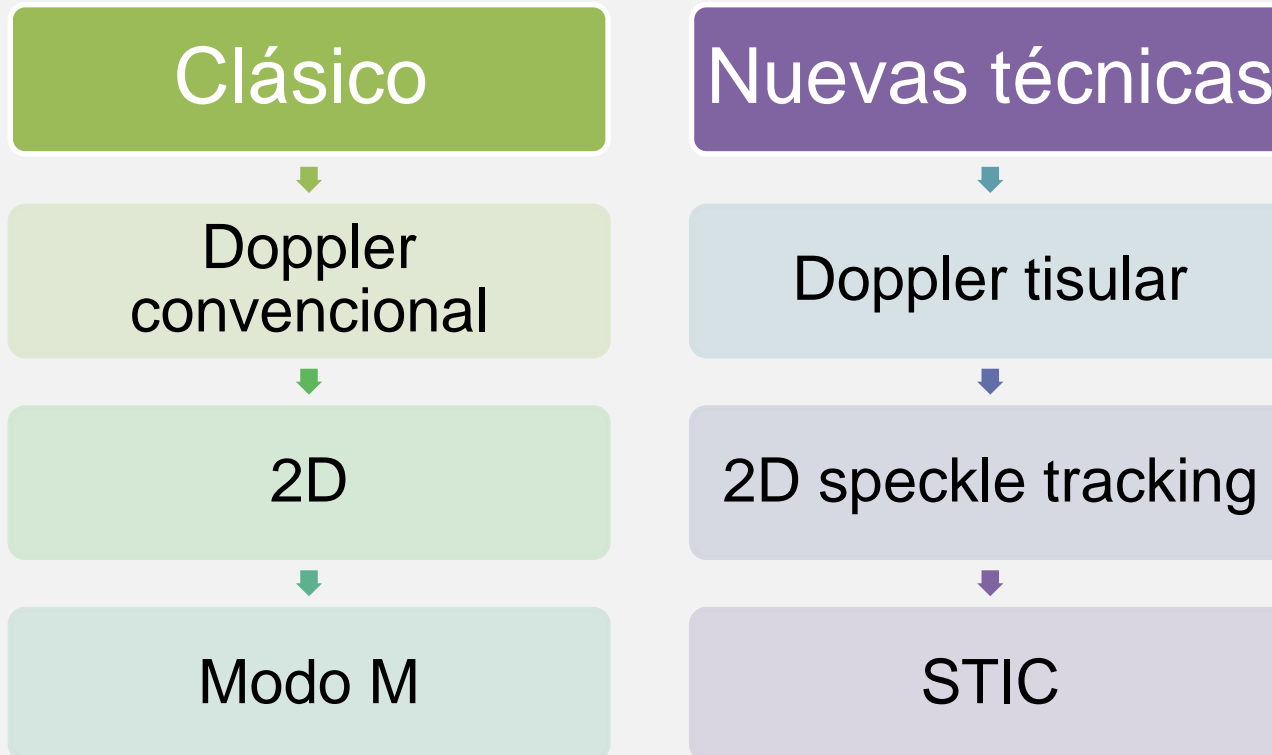 Clásico
Doppler
convencional
2D
Modo M
Nuevas técnicas
Doppler tisular
2D speckle tracking
STIC